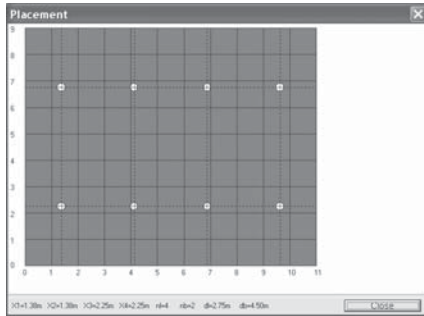 Placement
9
8
7
6
5
4
3
2
1
0
0 1 2 3 4 5 6 7 8 9 10 11
X1=1.38m X2=1.38m X3=2.25m X4=2.25m nl=4 nb=2 dl=2.75m db=4.50m
Close